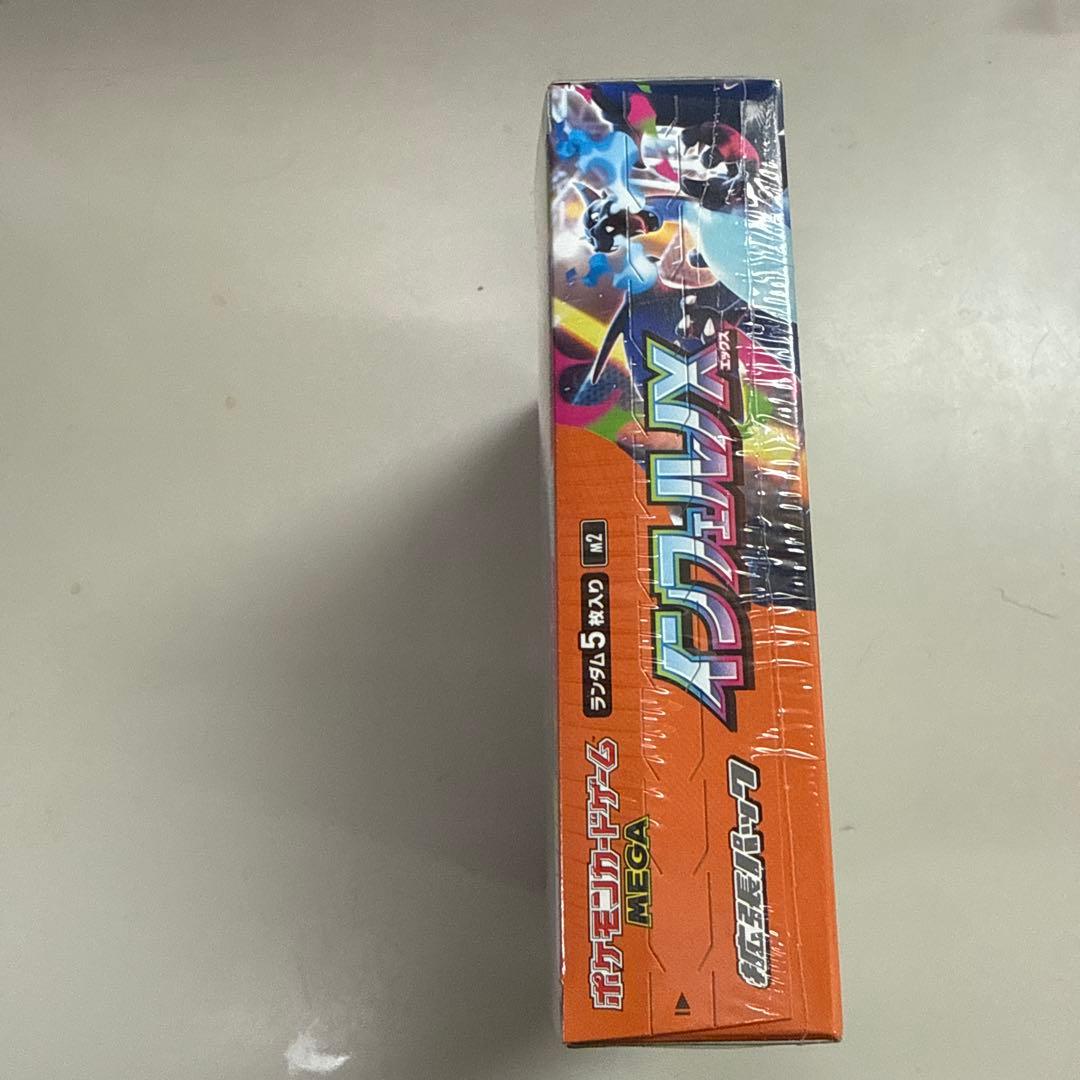 ポケモンカードゲーム
MEGA
ランダム5枚入り M2
拡張パック
インフェルノX
エックス